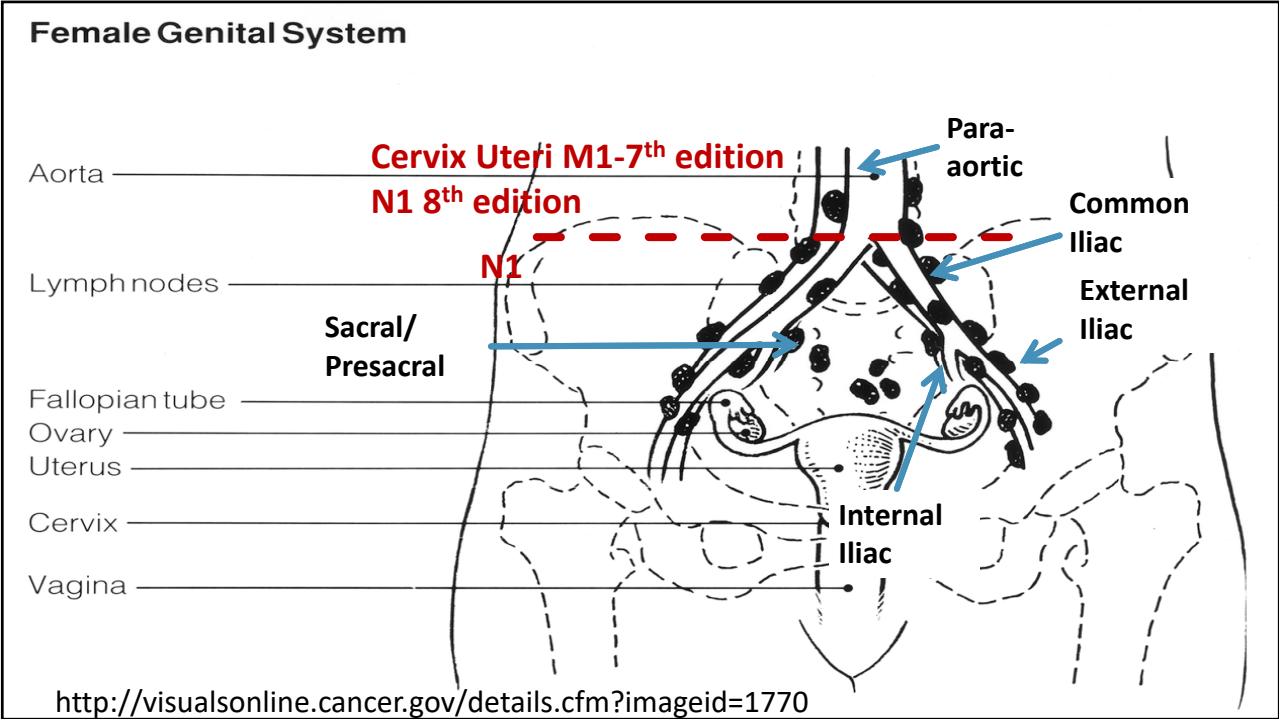 Female Genital System
Para-
aortic
Cervix Uteri M1-7th edition
Aorta
N1 8th edition
Common
Iliac
N1
Lymph nodes
External
Iliac
Sacral/
Presacral
Fallopian tube
Ovary
Uterus
Cervix
Internal
Iliac
Vagina
http://visualsonline.cancer.gov/details.cfm?imageid=1770